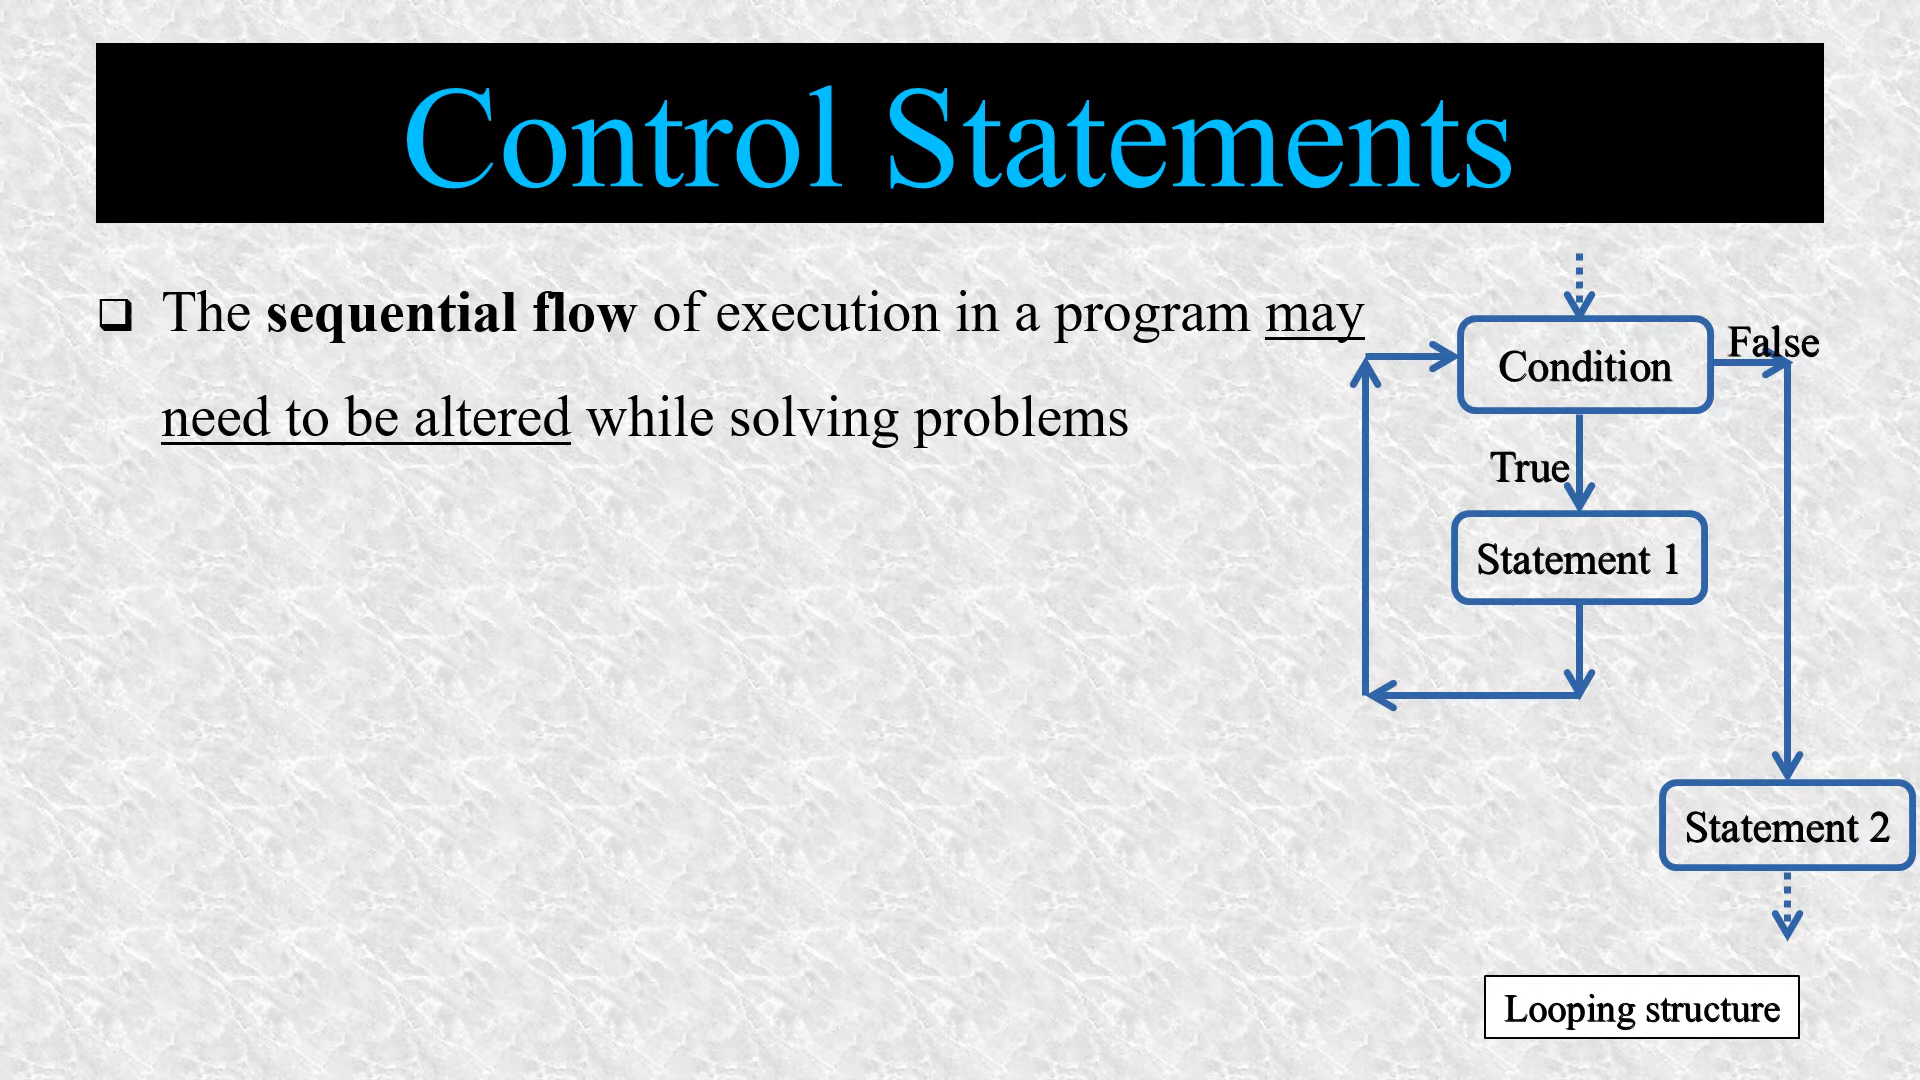 Control Statements
The sequential flow of execution in a program may
need to be altered while solving problems
Condition
False
True
Statement 1
Statement 2
Looping structure